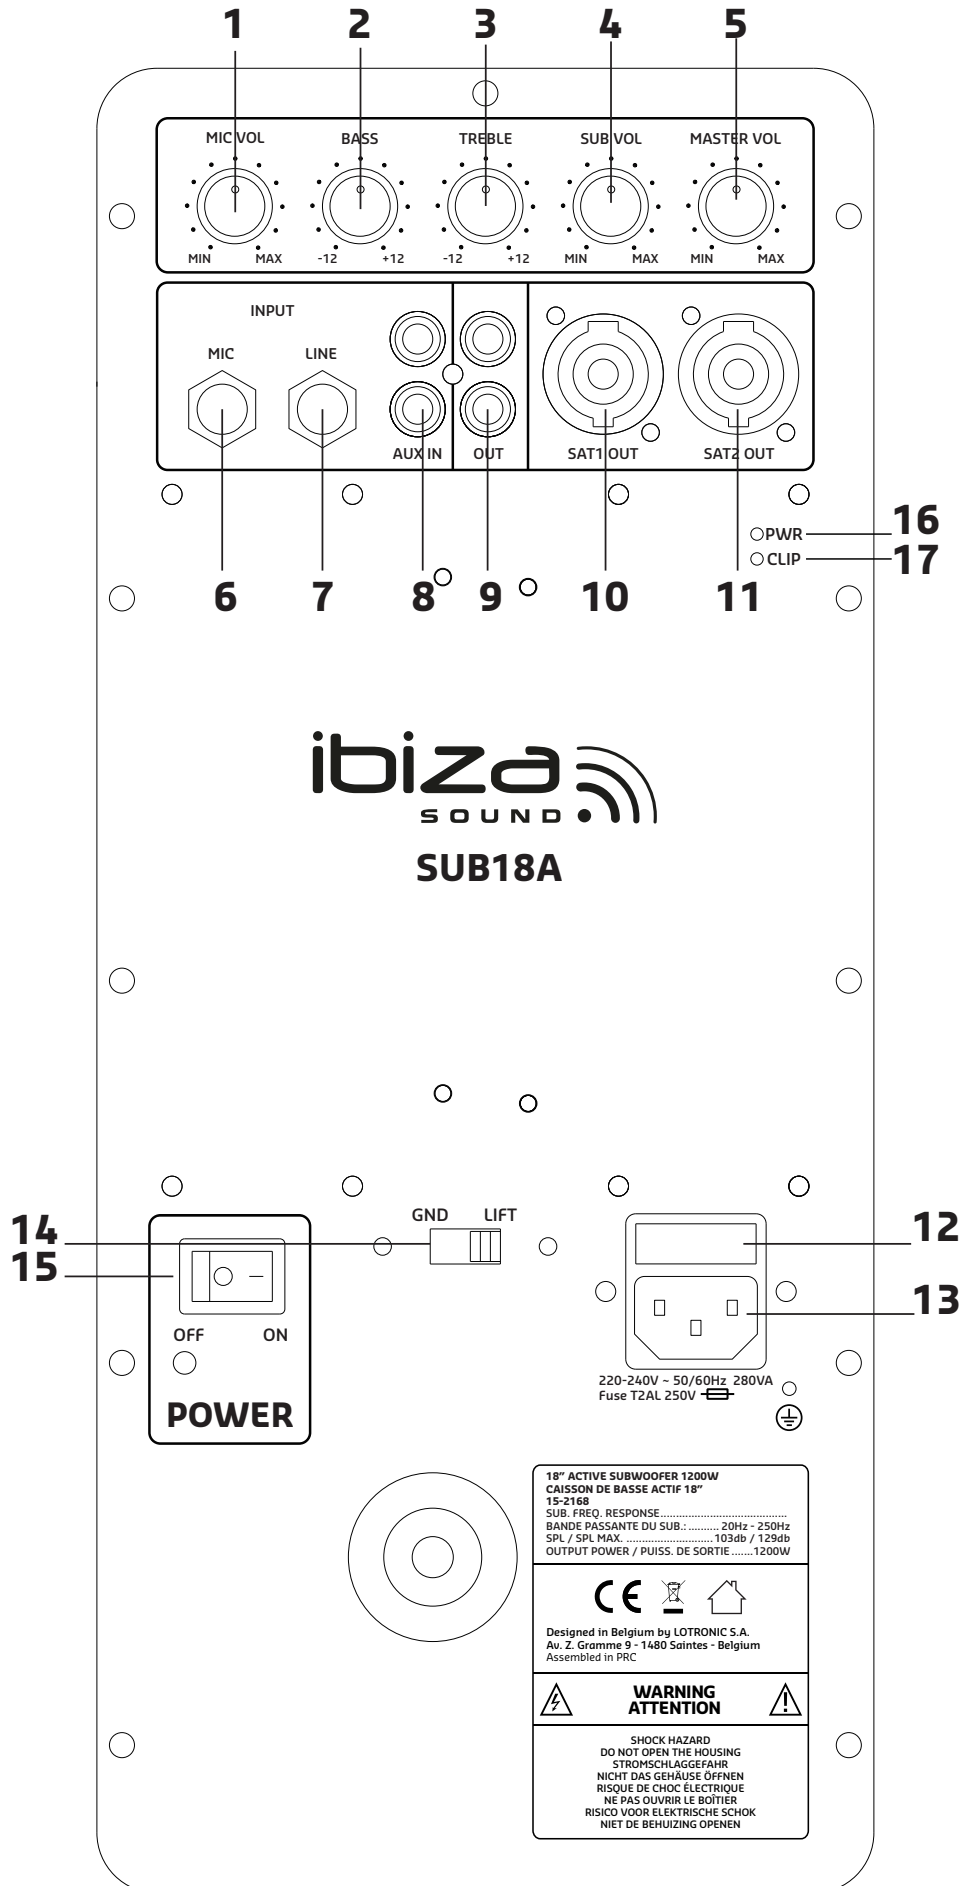 1 2 3 4 5
MIC VOL BASS TREBLE SUB VOL MASTER VOL
MIN MAX -12 +12 -12 +12 MIN MAX MIN MAX
INPUT
MIC LINE
AUX IN OUT SAT1 OUT SAT2 OUT
PWR 16
CLIP 17
6 7 8 9 10 11
ibiza
SOUND
SUB18A
GND LIFT
14 12
15
13
OFF ON
POWER
220-240V ~ 50/60Hz 280VA
Fuse T2AL 250V
18” ACTIVE SUBWOOFER 1200W
CAISSON DE BASSE ACTIF 18”
15-2168
SUB. FREQ. RESPONSE........................................
BANDE PASSANTE DU SUB.: .......... 20Hz - 250Hz
SPL / SPL MAX. ........................... 103db / 129db
OUTPUT POWER / PUISS. DE SORTIE .......1200W
CE
Designed in Belgium by LOTRONIC S.A.
Av. Z. Gramme 9 - 1480 Saintes - Belgium
Assembled in PRC
WARNING
ATTENTION
SHOCK HAZARD
DO NOT OPEN THE HOUSING
STROMSCHLAGGEFAHR
NICHT DAS GEHÄUSE ÖFFNEN
RISQUE DE CHOC ÉLECTRIQUE
NE PAS OUVRIR LE BOÎTIER
RISICO VOOR ELEKTRISCHE SCHOK
NIET DE BEHUIZING OPENEN